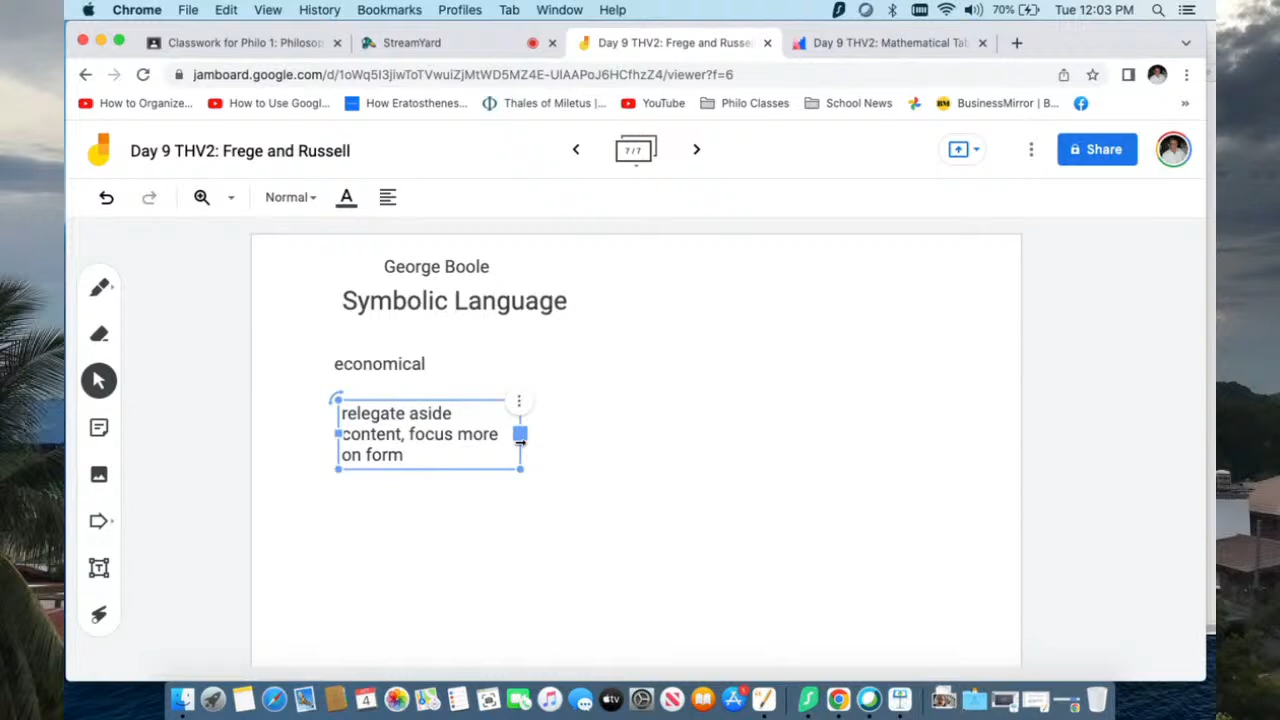 Chrome File Edit View History Bookmarks Profiles Tab Window Help 70% Tue 12:03 PM
Classwork for Philo 1: Philosop
StreamYard
Day 9 THV2: Frege and Russe
Day 9 THV2: Mathematical Tab
jamboard.google.com/d/1oWq5I3jiwToTVwuiZjMtWD5MZ4E-UIAAPoJ6HCfhzZ4/viewer?f=6
How to Organize... How to Use Googl... How Eratosthenes... Thales of Miletus |... YouTube Philo Classes School News BusinessMirror | B...
Day 9 THV2: Frege and Russell
7 / 7
Share
Normal
George Boole
Symbolic Language
economical
relegate aside
content, focus more
on form